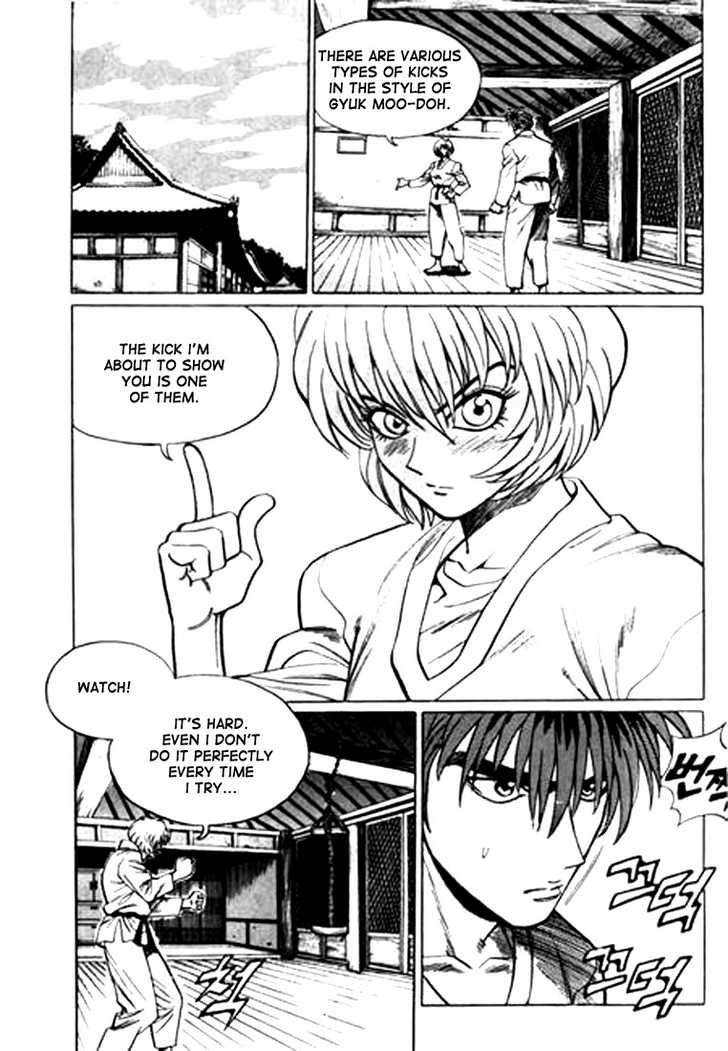 THERE ARE VARIOUS
TYPES OF KICKS
IN THE STYLE OF
GYUK MOO-DOH.
THE KICK I'M
ABOUT TO SHOW
YOU IS ONE
OF THEM.
WATCH!
IT'S HARD.
EVEN I DON'T
DO IT PERFECTLY
EVERY TIME
I TRY...
척
번쩍
끄떡
끄떡